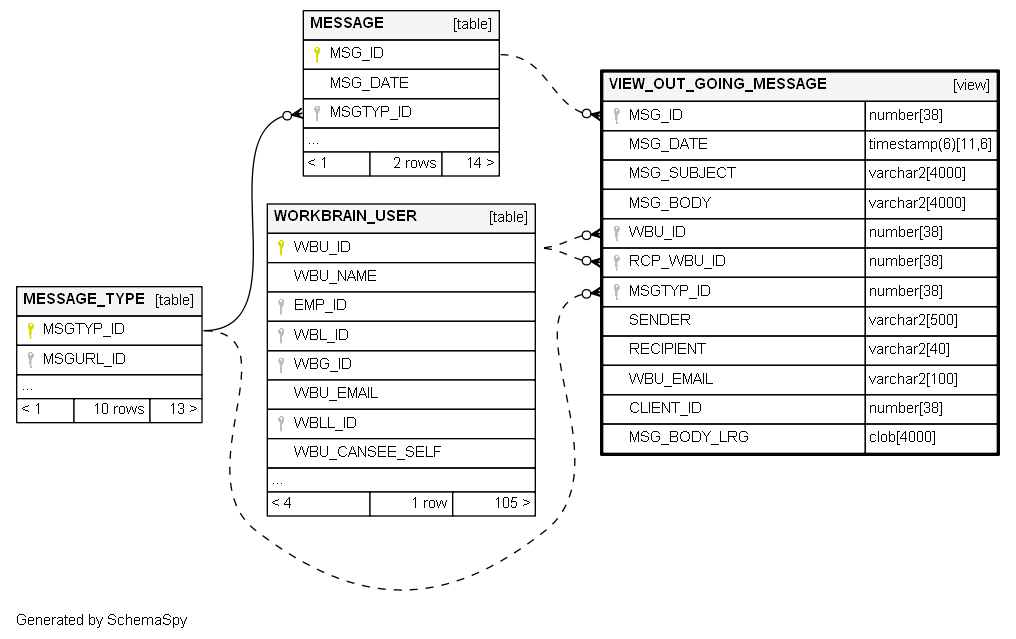 MESSAGE [table]
MSG_ID
MSG_DATE
MSGTYP_ID
...
< 1 2 rows 14 >
VIEW_OUT_GOING_MESSAGE [view]
MSG_ID number[38]
MSG_DATE timestamp(6)[11,6]
MSG_SUBJECT varchar2[4000]
MSG_BODY varchar2[4000]
WBU_ID number[38]
RCP_WBU_ID number[38]
MSGTYP_ID number[38]
SENDER varchar2[500]
RECIPIENT varchar2[40]
WBU_EMAIL varchar2[100]
CLIENT_ID number[38]
MSG_BODY_LRG clob[4000]
WORKBRAIN_USER [table]
WBU_ID
WBU_NAME
EMP_ID
WBL_ID
WBG_ID
WBU_EMAIL
WBLL_ID
WBU_CANSEE_SELF
...
< 4 1 row 105 >
MESSAGE_TYPE [table]
MSGTYP_ID
MSGURL_ID
...
< 1 10 rows 13 >
Generated by SchemaSpy